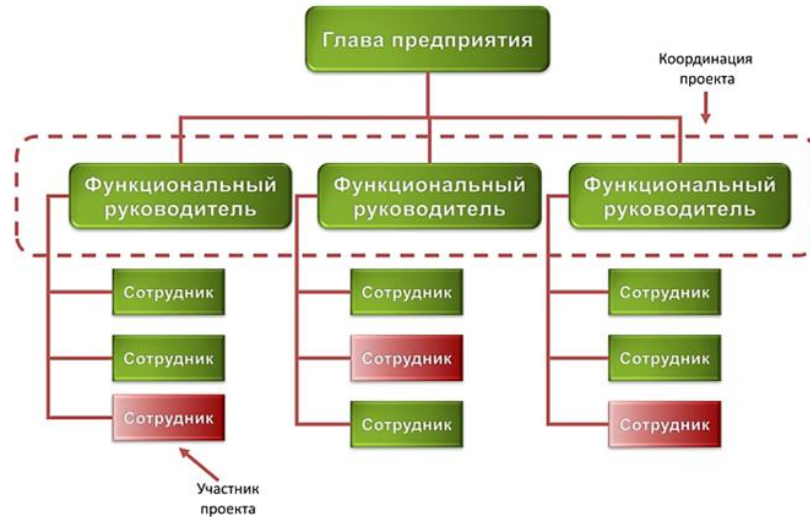 Глава предприятия
Координация
проекта
Функциональный
руководитель
Функциональный
руководитель
Функциональный
руководитель
Сотрудник
Сотрудник
Сотрудник
Сотрудник
Сотрудник
Сотрудник
Сотрудник
Сотрудник
Сотрудник
Участник
проекта